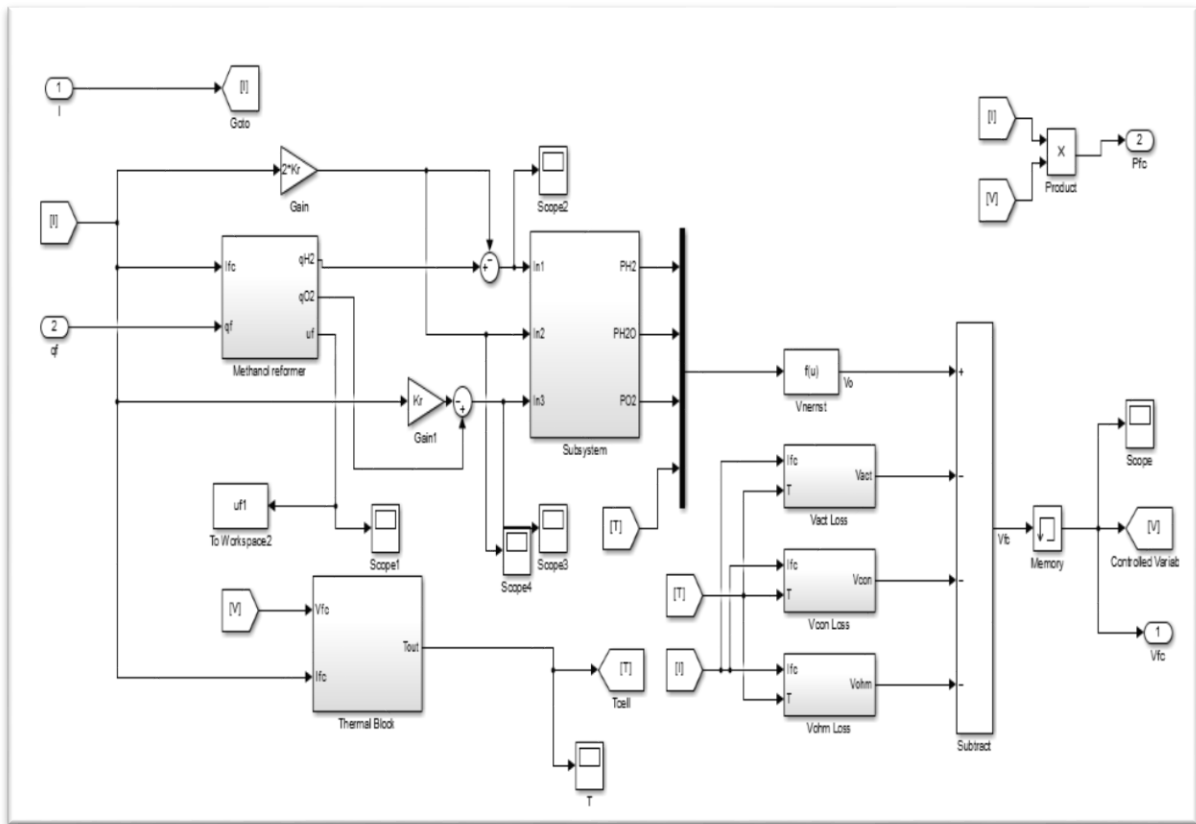 1
I
[I]
Goto
[I]
2
qf
2*Kr
Gain
Ifc
qf
qH2
qO2
uf
Methanol reformer
Kr
Gain1
+
−
−
+
Scope2
In1
In2
In3
PH2
PH2O
PO2
Subsystem
uf1
To Workspace2
Scope1
Scope4
Scope3
[V]
Vfc
Ifc
Tout
Thermal Block
[T]
Tcell
T
[T]
[T]
[I]
f(u)
Vo
Vnernst
Ifc
T
Vact
Vact Loss
Ifc
T
Vcon
Vcon Loss
Ifc
T
Vohm
Vohm Loss
+
−
−
−
Subtract
Vfc
Memory
Scope
[V]
Controlled Variab
1
Vfc
[I]
[V]
×
Product
2
Pfc